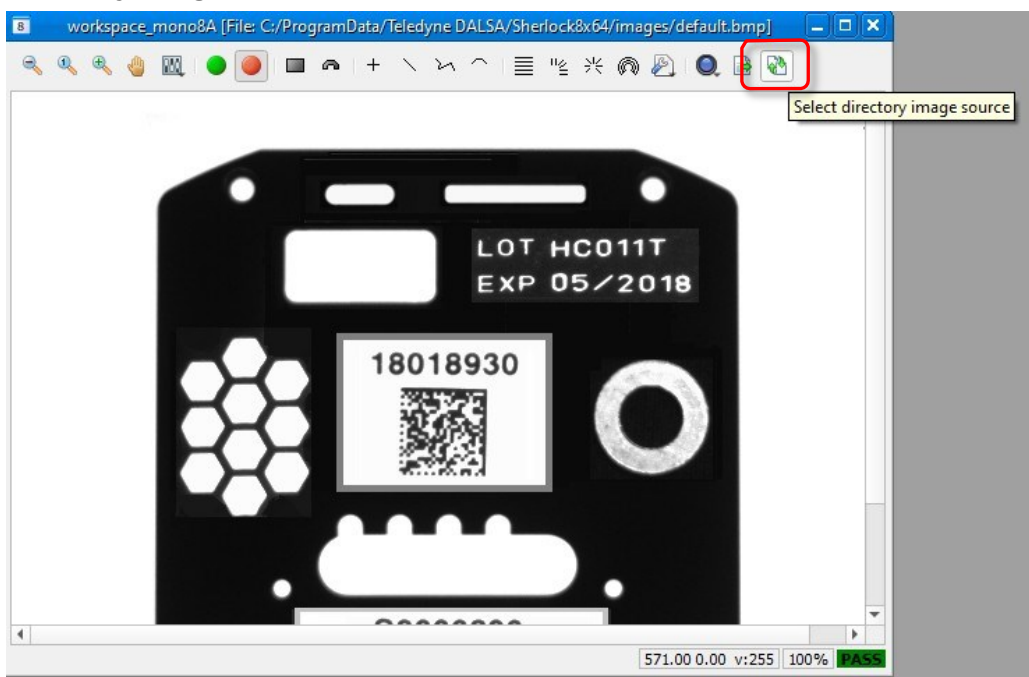 workspace_mono8A [File: C:/ProgramData/Teledyne DALSA/Sherlock8x64/images/default.bmp]
Select directory image source
LOT HC011T
EXP 05/2018
18018930
571.00 0.00 v:255 100% PASS